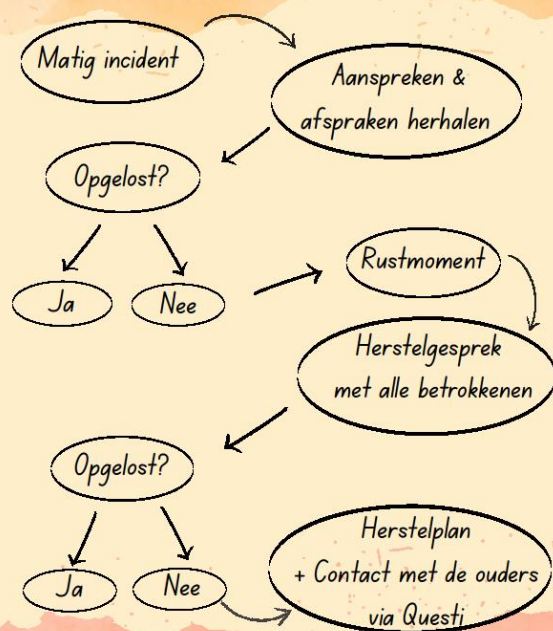 Matig incident
Aanspreken &
afspraken herhalen
Opgelost?
Ja
Nee
Rustmoment
Herstelgesprek
met alle betrokkenen
Opgelost?
Ja
Nee
Herstelplan
+ Contact met de ouders
via Questi